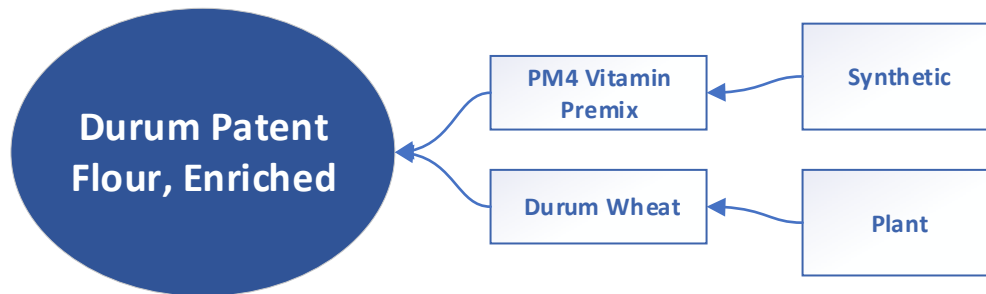 Durum Patent
Flour, Enriched
PM4 Vitamin
Premix
Synthetic
Durum Wheat
Plant